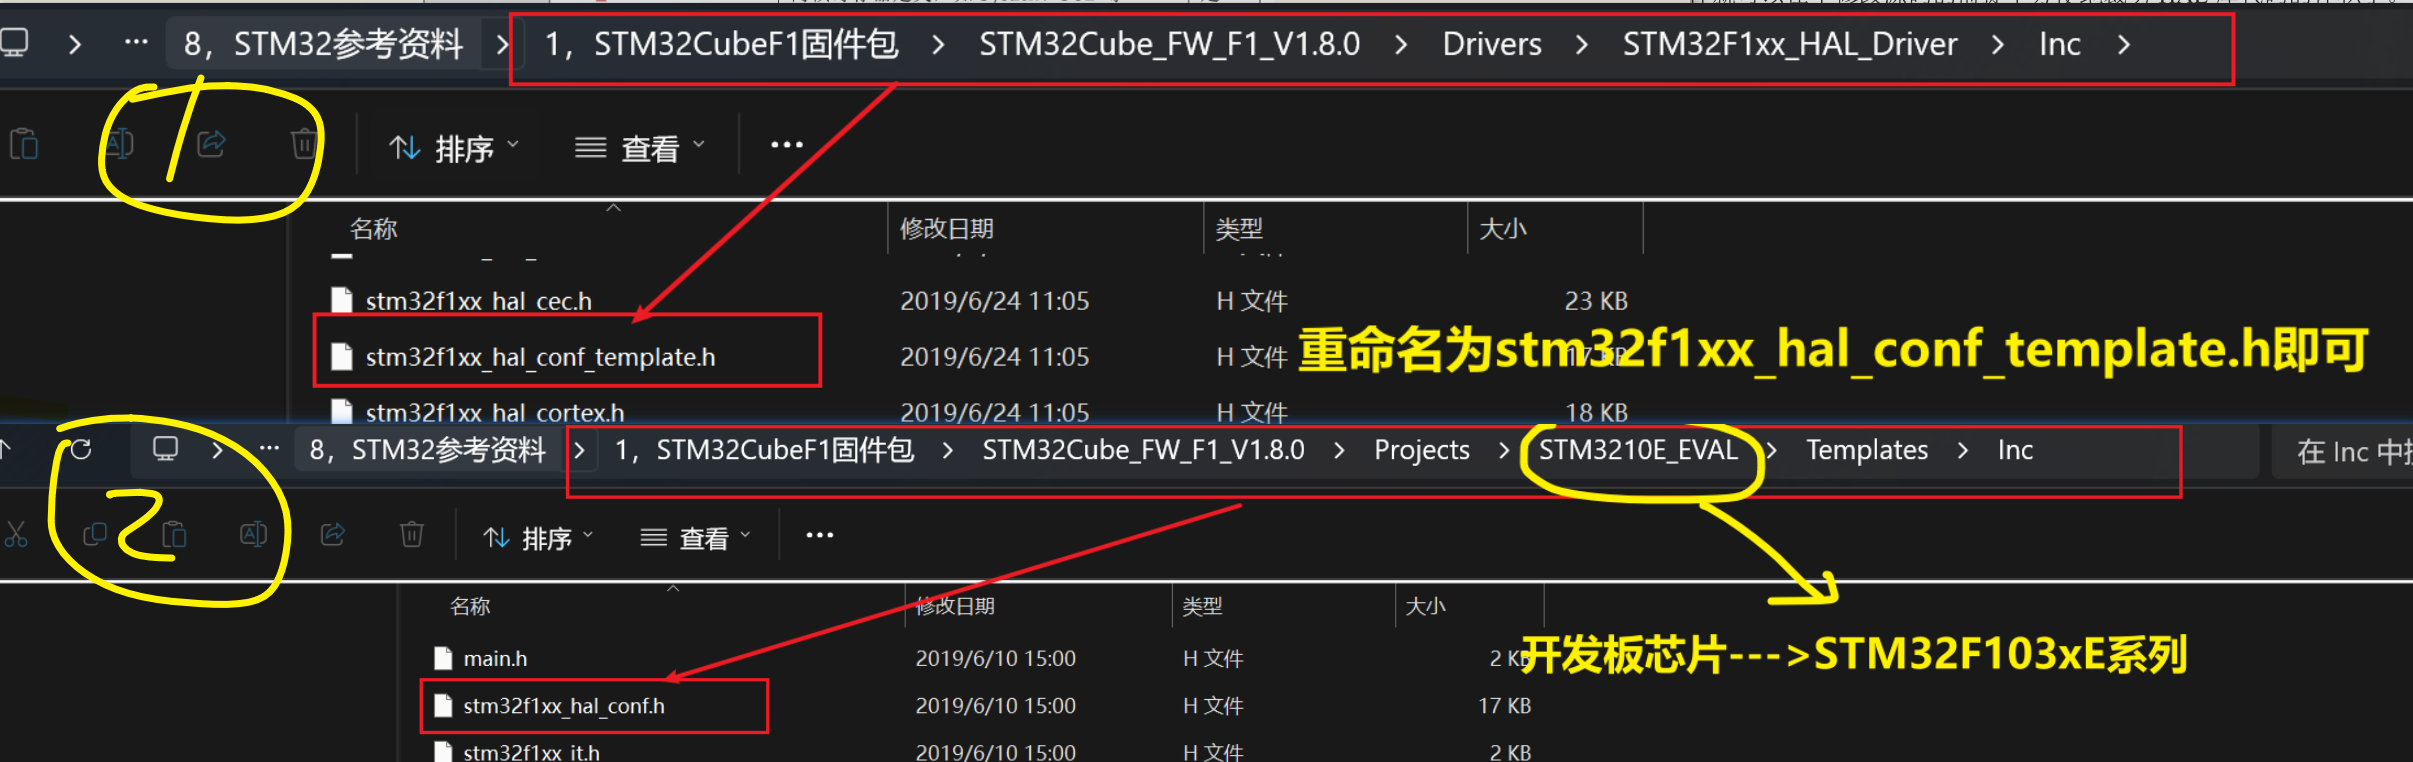 8，STM32参考资料 > 1，STM32CubeF1固件包 > STM32Cube_FW_F1_V1.8.0 > Drivers > STM32F1xx_HAL_Driver > Inc >
1
排序 查看 ...
名称 修改日期 类型 大小
stm32f1xx_hal_cec.h 2019/6/24 11:05 H 文件 23 KB
stm32f1xx_hal_conf_template.h 2019/6/24 11:05 H 文件 17 KB
重命名为stm32f1xx_hal_conf_template.h即可
stm32f1xx_hal_cortex.h 2019/6/24 11:05 H 文件 18 KB
8，STM32参考资料 > 1，STM32CubeF1固件包 > STM32Cube_FW_F1_V1.8.0 > Projects > STM3210E_EVAL > Templates > Inc
在 Inc 中
2
排序 查看 ...
名称 修改日期 类型 大小
main.h 2019/6/10 15:00 H 文件 2 KB
开发板芯片--->STM32F103xE系列
stm32f1xx_hal_conf.h 2019/6/10 15:00 H 文件 17 KB
stm32f1xx_it.h 2019/6/10 15:00 H 文件 2 KB